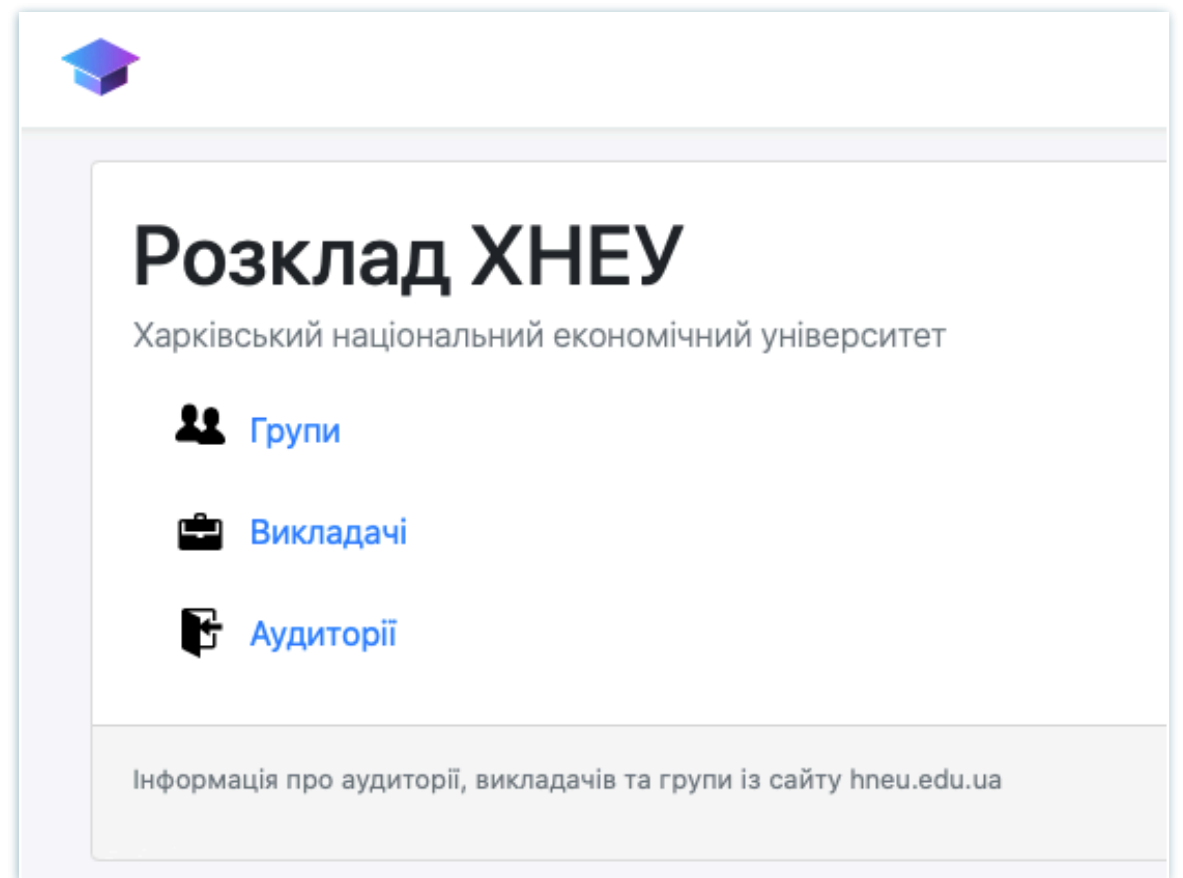 Розклад ХНЕУ
Харківський національний економічний університет
Групи
Викладачі
Аудиторії
Інформація про аудиторії, викладачів та групи із сайту hneu.edu.ua